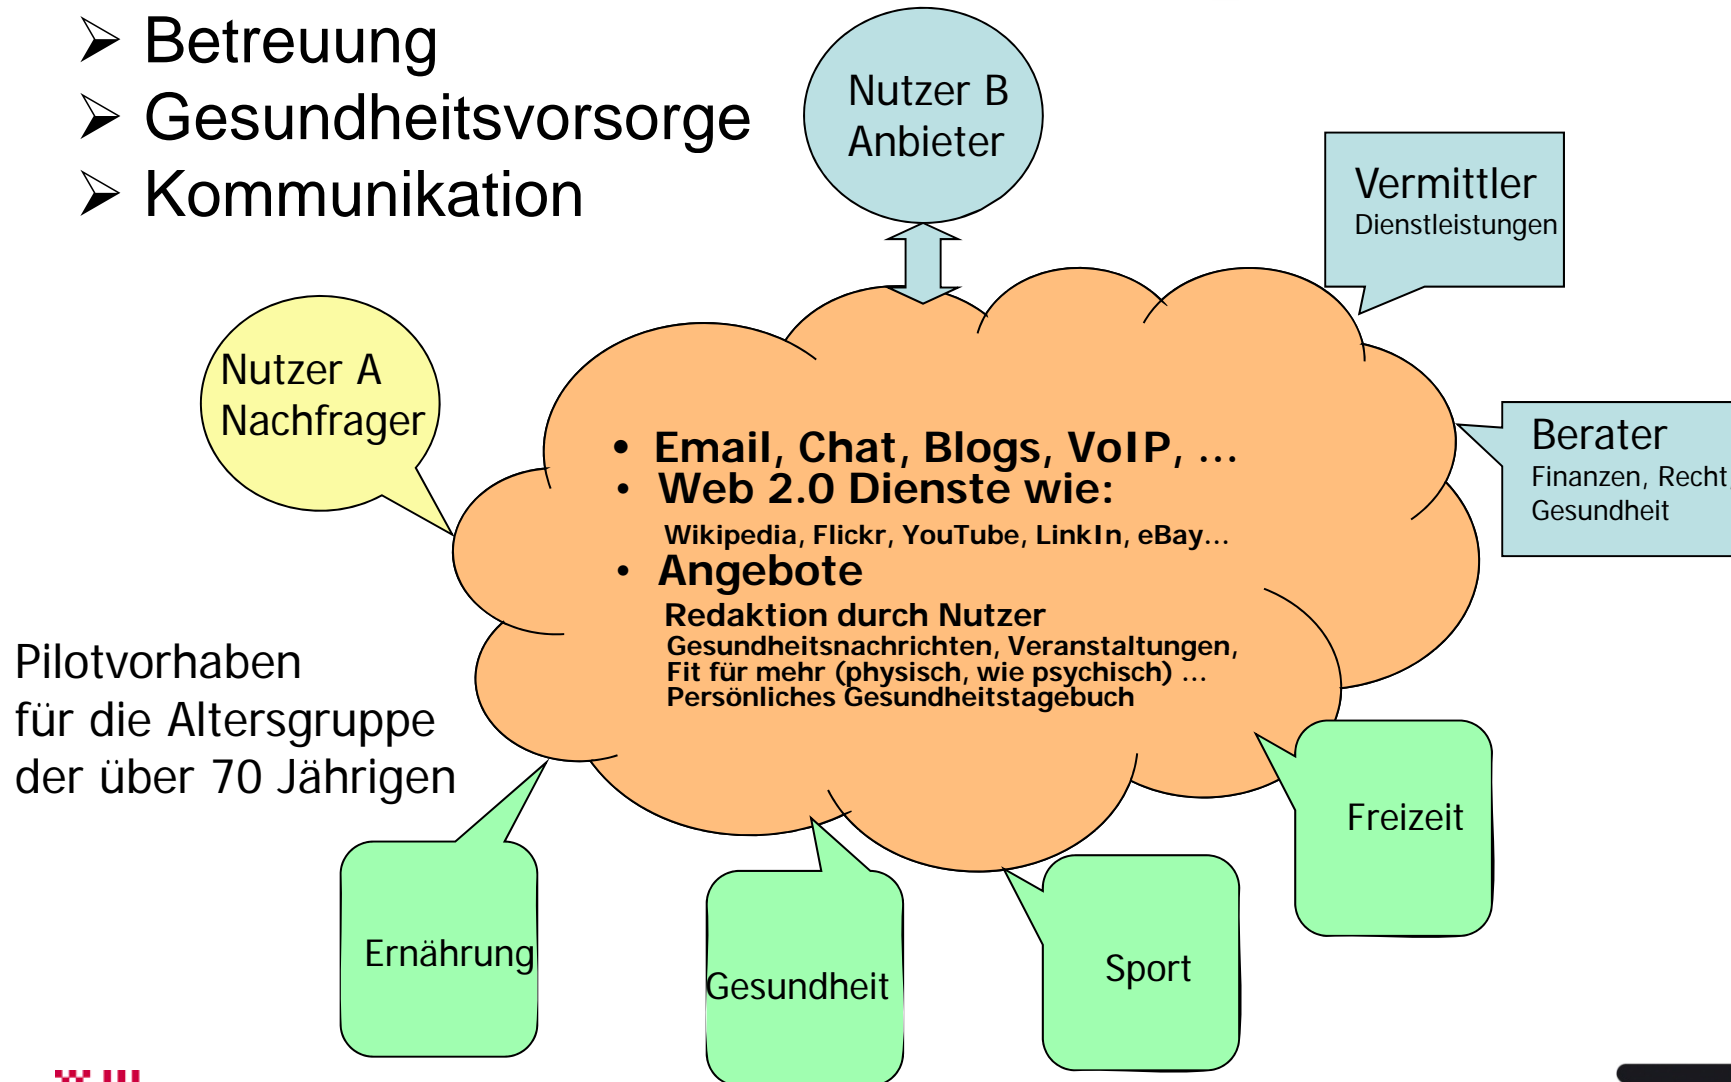 ➢ Betreuung
➢ Gesundheitsvorsorge
➢ Kommunikation
Nutzer B
Anbieter
Vermittler
Dienstleistungen
Nutzer A
Nachfrager
Berater
Finanzen, Recht,
Gesundheit
• Email, Chat, Blogs, VoIP, ...
• Web 2.0 Dienste wie:
Wikipedia, Flickr, YouTube, LinkIn, eBay...
• Angebote
Redaktion durch Nutzer
Gesundheitsnachrichten, Veranstaltungen,
Fit für mehr (physisch, wie psychisch) ...
Persönliches Gesundheitstagebuch
Pilotvorhaben
für die Altersgruppe
der über 70 Jährigen
Freizeit
Ernährung
Gesundheit
Sport